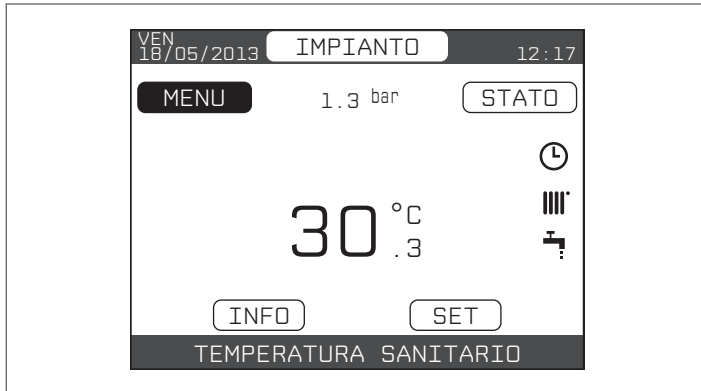 VEN
18/05/2013 IMPIANTO 12:17
MENU 1.3 bar STATO
30.3 °C
INFO SET
TEMPERATURA SANITARIO